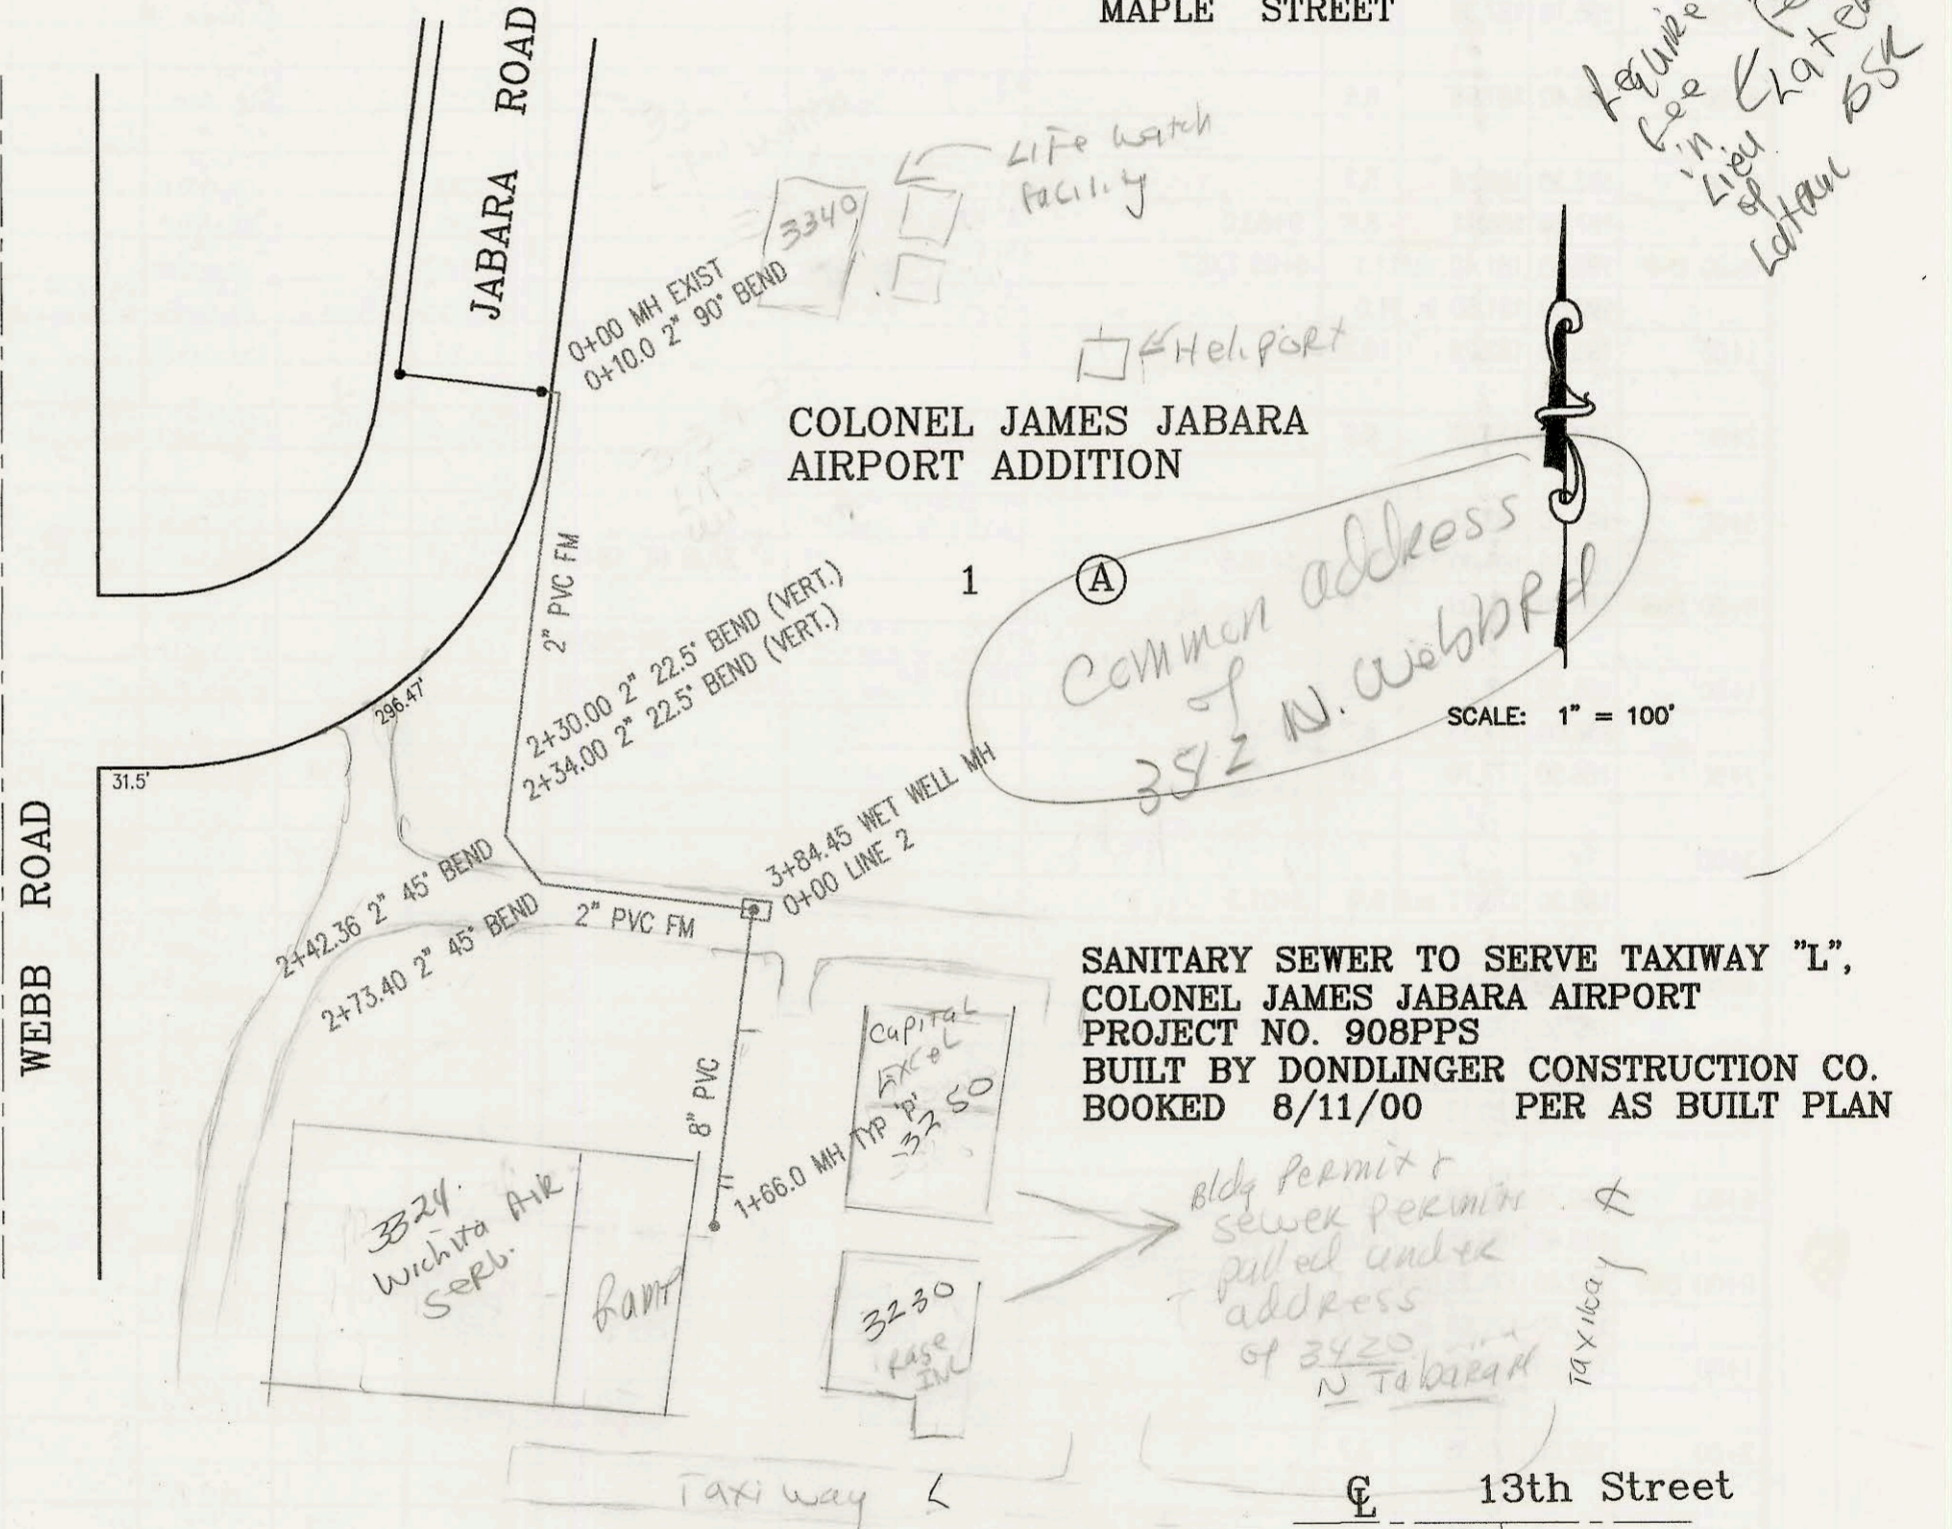 MAPLE STREET
JABARA ROAD
Require
fee
in
Lieu
of
Lateral
Life watch
facility
3340
0+00 MH EXIST
0+10.0 2" 90° BEND
Heliport
COLONEL JAMES JABARA
AIRPORT ADDITION
1 A
Common address
of
3512 N. Webb Rd
2" PVC FM
2+30.00 2" 22.5° BEND (VERT.)
2+34.00 2" 22.5° BEND (VERT.)
SCALE: 1" = 100'
296.47'
31.5'
WEBB ROAD
2+42.36 2" 45° BEND
2+73.40 2" 45° BEND
2" PVC FM
3+84.45 WET WELL MH
0+00 LINE 2
SANITARY SEWER TO SERVE TAXIWAY "L",
COLONEL JAMES JABARA AIRPORT
PROJECT NO. 908PPS
BUILT BY DONDLINGER CONSTRUCTION CO.
BOOKED 8/11/00 PER AS BUILT PLAN
8" PVC
1+66.0 MH TYP 'P'
Capital
Excel
3250
3324
Wichita Air
Serv.
Ramp
3230
Rase
INC
Bldg Permit &
sewer Permits
pulled under
address
of 3420
N Jabara Rd
Taxiway
Taxi way L
℄ 13th Street